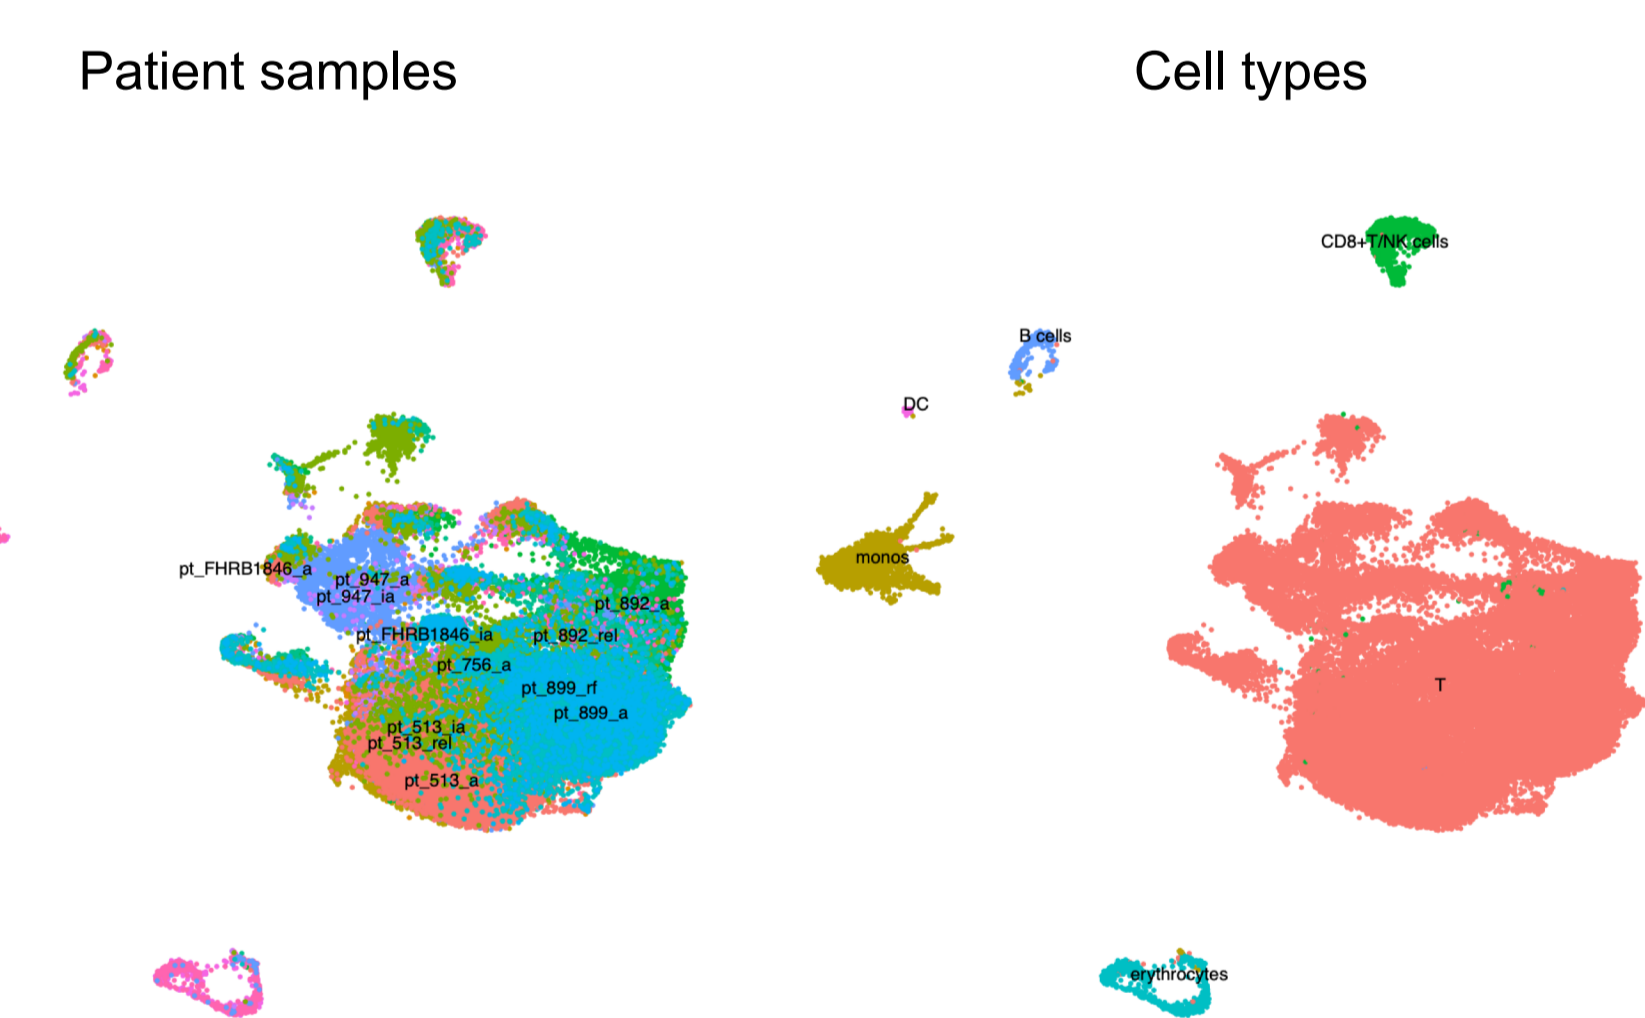 Patient samples
Cell types
CD8+T/NK cells
B cells
DC
monos
pt_FHRB1846_a
pt_947_a
pt_947_ia
pt_892_a
pt_FHRB1846_ia
pt_892_rel
pt_756_a
pt_899_rf
pt_899_a
pt_513_ia
pt_513_rel
pt_513_a
T
erythrocytes